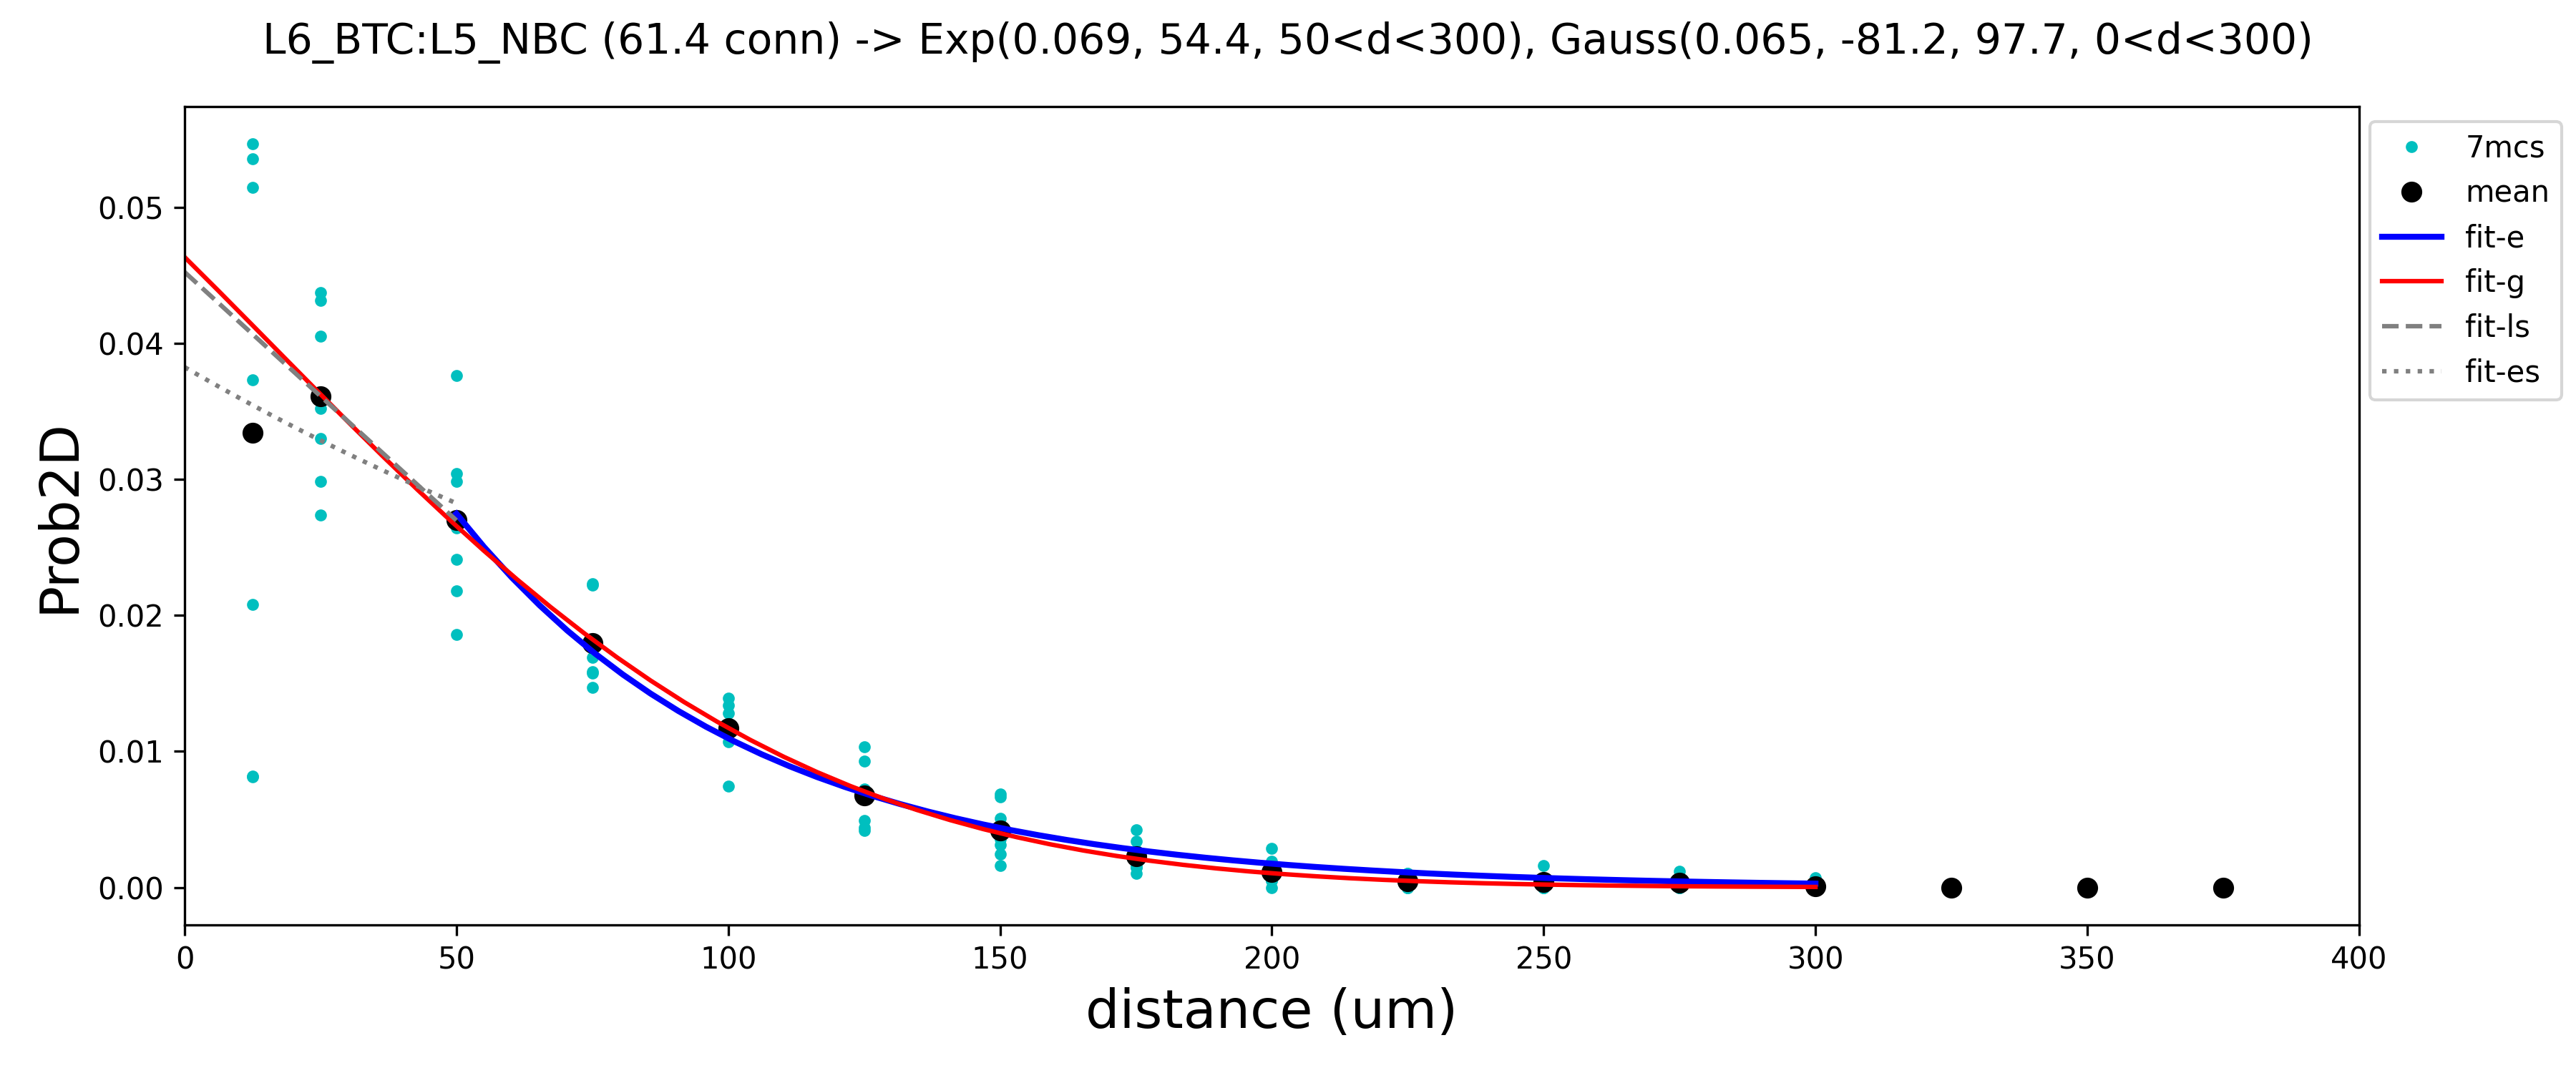 L6_BTC:L5_NBC (61.4 conn) -> Exp(0.069, 54.4, 50<d<300), Gauss(0.065, -81.2, 97.7, 0<d<300)
7mcs
mean
fit-e
fit-g
fit-ls
fit-es
Prob2D
0.05
0.04
0.03
0.02
0.01
0.00
0 50 100 150 200 250 300 350 400
distance (um)